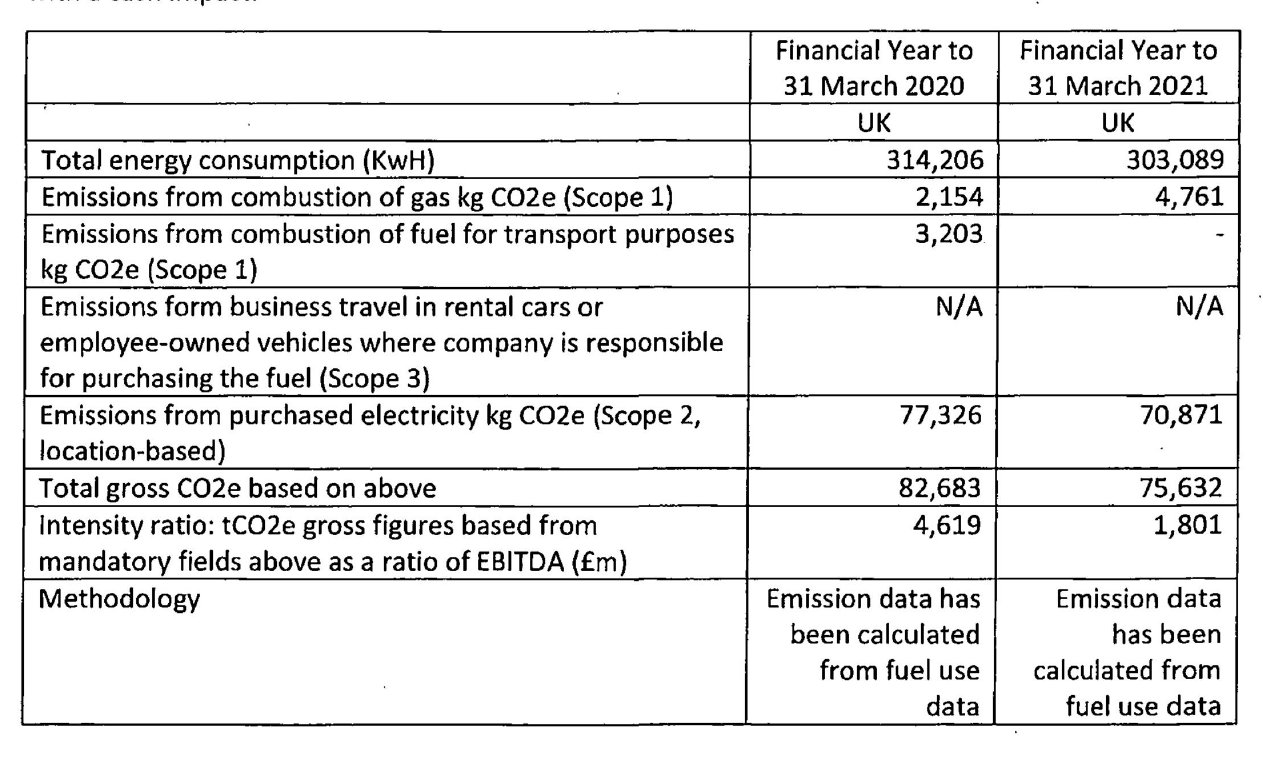 Financial Year to Financial Year to
31 March 2020 31 March 2021
UK UK
Total energy consumption (KwH) 314,206 303,089
Emissions from combustion of gas kg CO2e (Scope 1) 2,154 4,761
Emissions from combustion of fuel for transport purposes 3,203 -
kg CO2e (Scope 1)
Emissions form business travel in rental cars or N/A N/A
employee-owned vehicles where company is responsible
for purchasing the fuel (Scope 3)
Emissions from purchased electricity kg CO2e (Scope 2, 77,326 70,871
location-based)
Total gross CO2e based on above 82,683 75,632
Intensity ratio: tCO2e gross figures based from 4,619 1,801
mandatory fields above as a ratio of EBITDA (£m)
Methodology Emission data has Emission data
been calculated has been
from fuel use calculated from
data fuel use data